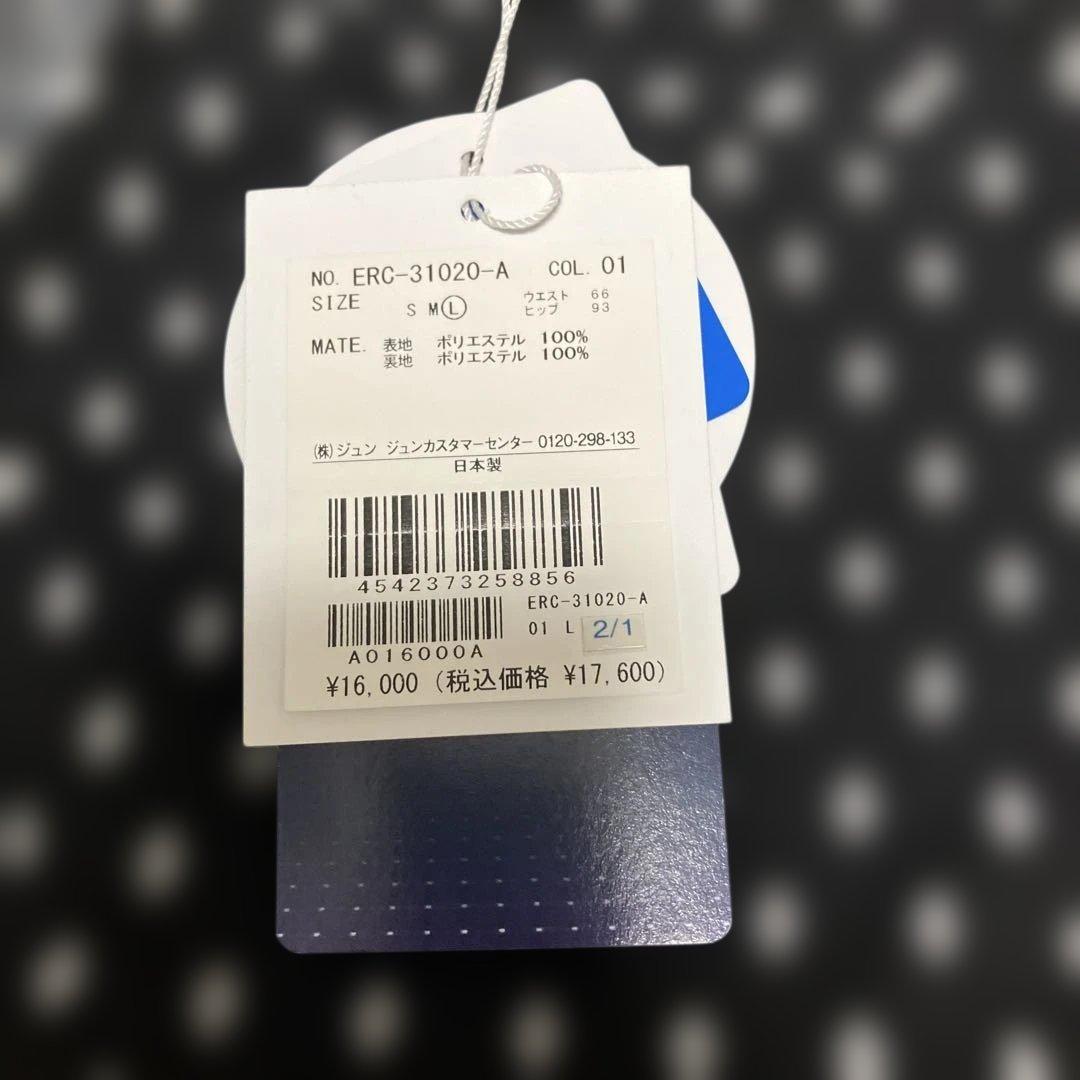 NO. ERC-31020-A COL. 01
SIZE S M Ⓛ ウエスト 66
ヒップ 93
MATE. 表地 ポリエステル 100%
裏地 ポリエステル 100%
㈱ジュン ジュンカスタマーセンター 0120-298-133
日本製
4542373258856
ERC-31020-A
01 L 2/1
A016000A
¥16,000 (税込価格 ¥17,600)